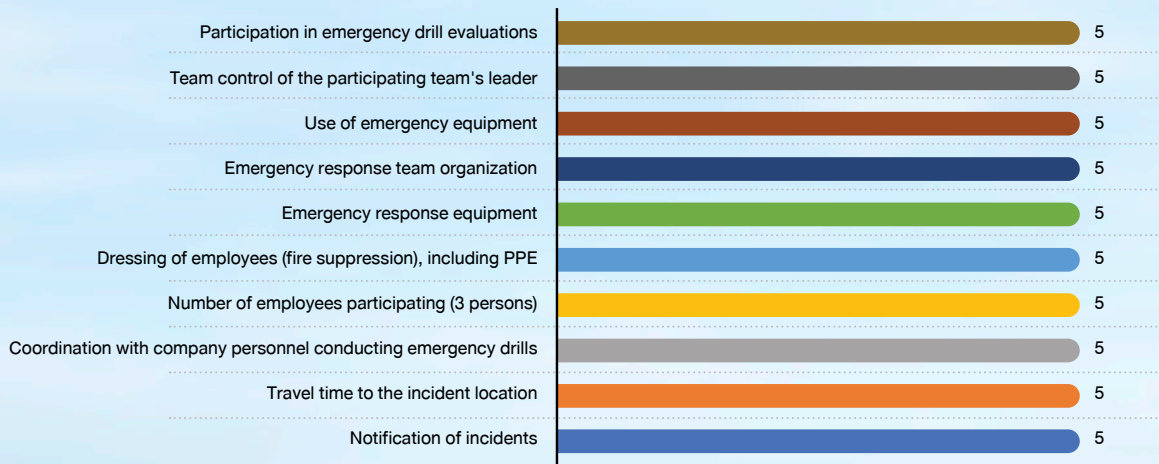 Participation in emergency drill evaluations 5
Team control of the participating team's leader 5
Use of emergency equipment 5
Emergency response team organization 5
Emergency response equipment 5
Dressing of employees (fire suppression), including PPE 5
Number of employees participating (3 persons) 5
Coordination with company personnel conducting emergency drills 5
Travel time to the incident location 5
Notification of incidents 5